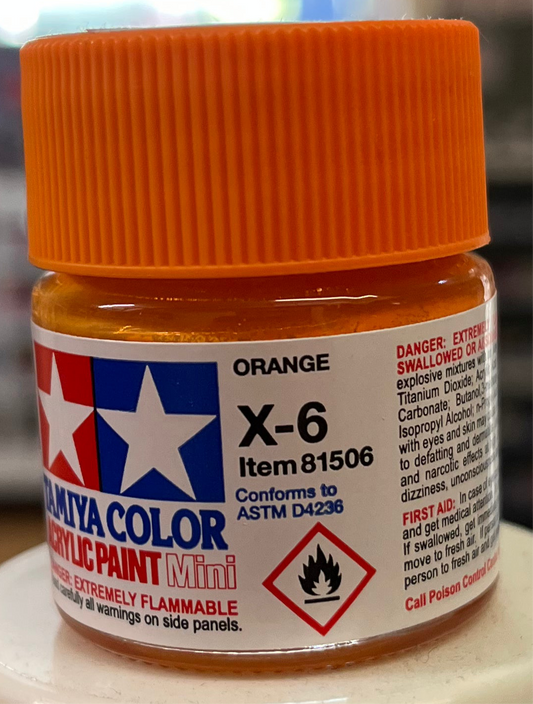 ORANGE
X-6
Item 81506
Conforms to
ASTM D4236
TAMIYA COLOR
ACRYLIC PAINT Mini
DANGER: EXTREMELY FLAMMABLE
carefully all warnings on side panels.
DANGER: EXTREMELY
SWALLOWED OR
explosive mixtures with
Titanium Dioxide;
Carbonate; Butanol,
Isopropyl Alcohol;
with eyes and skin may
to defatting and
and narcotic effects
dizziness,
FIRST AID: In case of
and get medical
If swallowed, get
move to fresh air. If
person to fresh air and
Call Poison Control